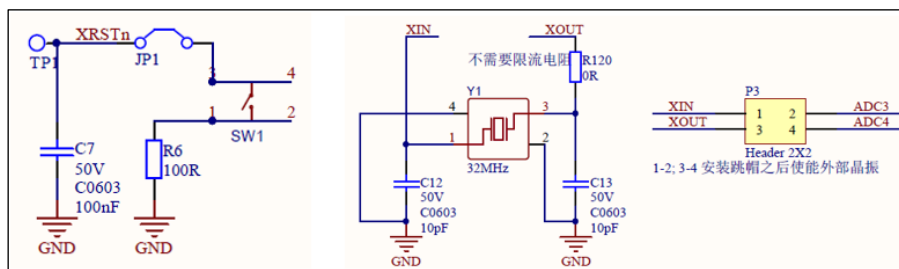 XRSTn
TP1
JP1
3
4
1
2
SW1
C7
50V
C0603
100nF
R6
100R
GND
GND
XIN
XOUT
不需要限流电阻
R120
0R
Y1
4
3
1
2
32MHz
C12
50V
C0603
10pF
C13
50V
C0603
10pF
GND
GND
P3
XIN
1
2
ADC3
XOUT
3
4
ADC4
Header 2X2
1-2; 3-4 安装跳帽之后使能外部晶振